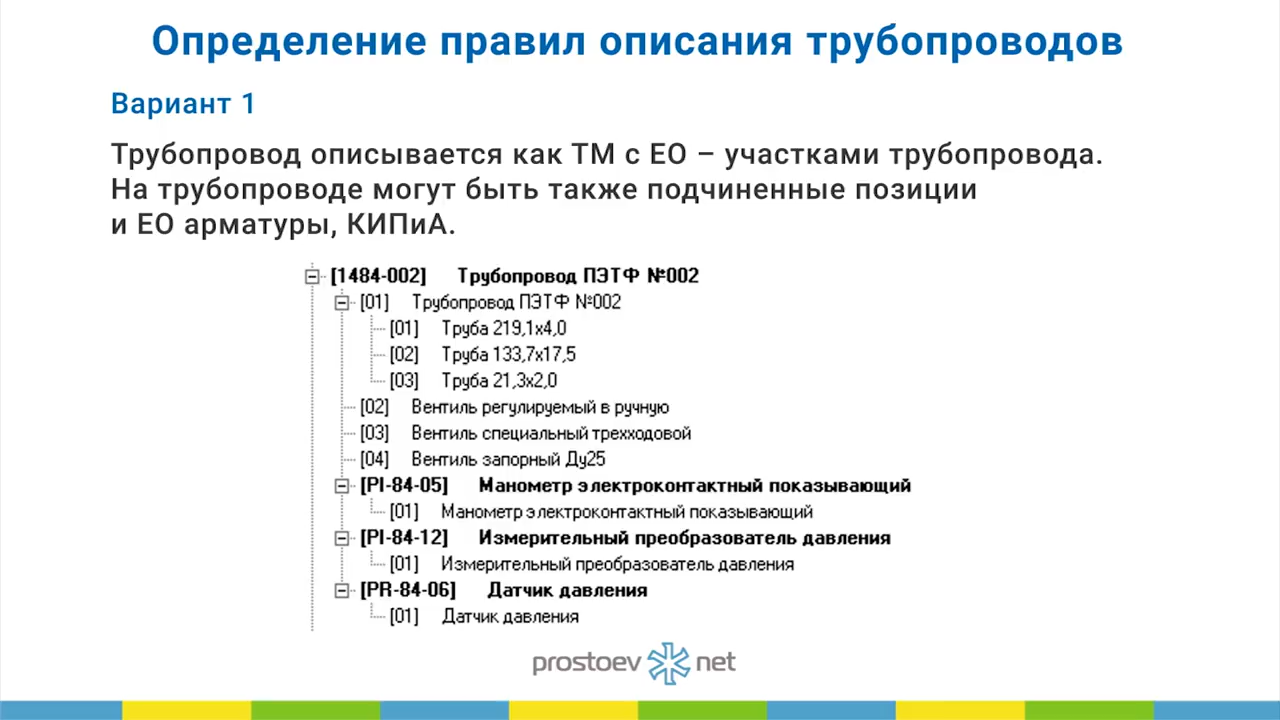 Определение правил описания трубопроводов
Вариант 1
Трубопровод описывается как ТМ с ЕО – участками трубопровода.
На трубопроводе могут быть также подчиненные позиции
и ЕО арматуры, КИПиА.
[1484-002] Трубопровод ПЭТФ №002
[01] Трубопровод ПЭТФ №002
[01] Труба 219,1х4,0
[02] Труба 133,7х17,5
[03] Труба 21,3х2,0
[02] Вентиль регулируемый в ручную
[03] Вентиль специальный трехходовой
[04] Вентиль запорный Ду25
[PI-84-05] Манометр электроконтактный показывающий
[01] Манометр электроконтактный показывающий
[PI-84-12] Измерительный преобразователь давления
[01] Измерительный преобразователь давления
[PR-84-06] Датчик давления
[01] Датчик давления
prostoev net